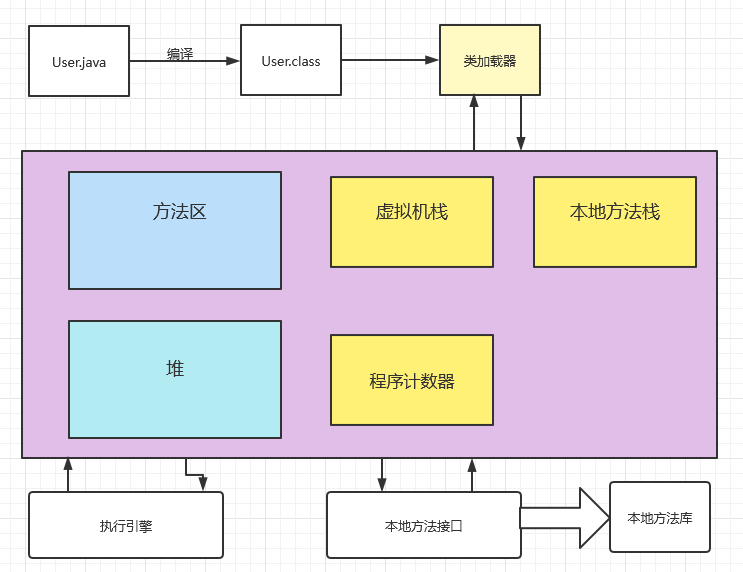 User.java
编译
User.class
类加载器
方法区
虚拟机栈
本地方法栈
堆
程序计数器
执行引擎
本地方法接口
本地方法库